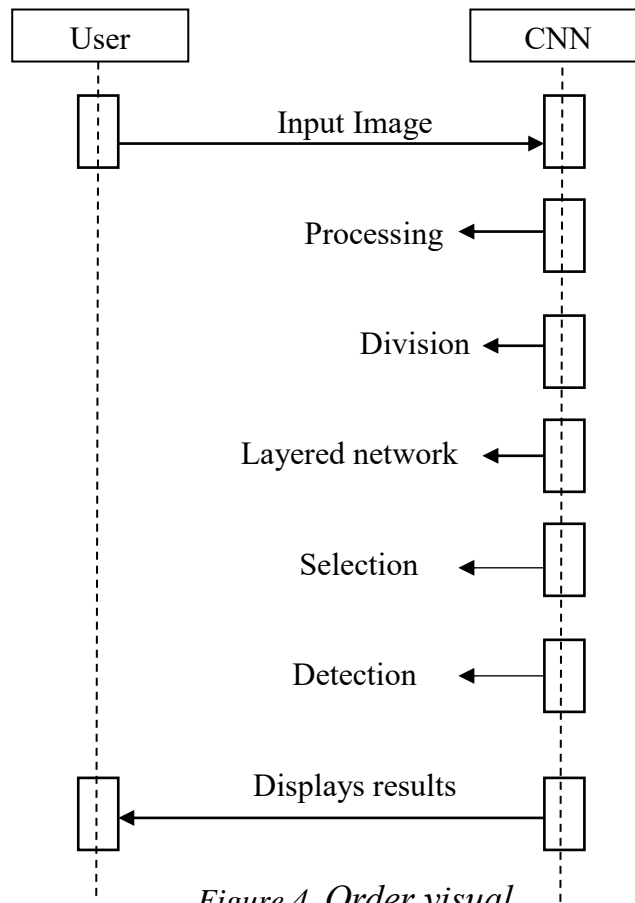 User CNN
Input Image
Processing
Division
Layered network
Selection
Detection
Displays results
Figure 4. Order visual